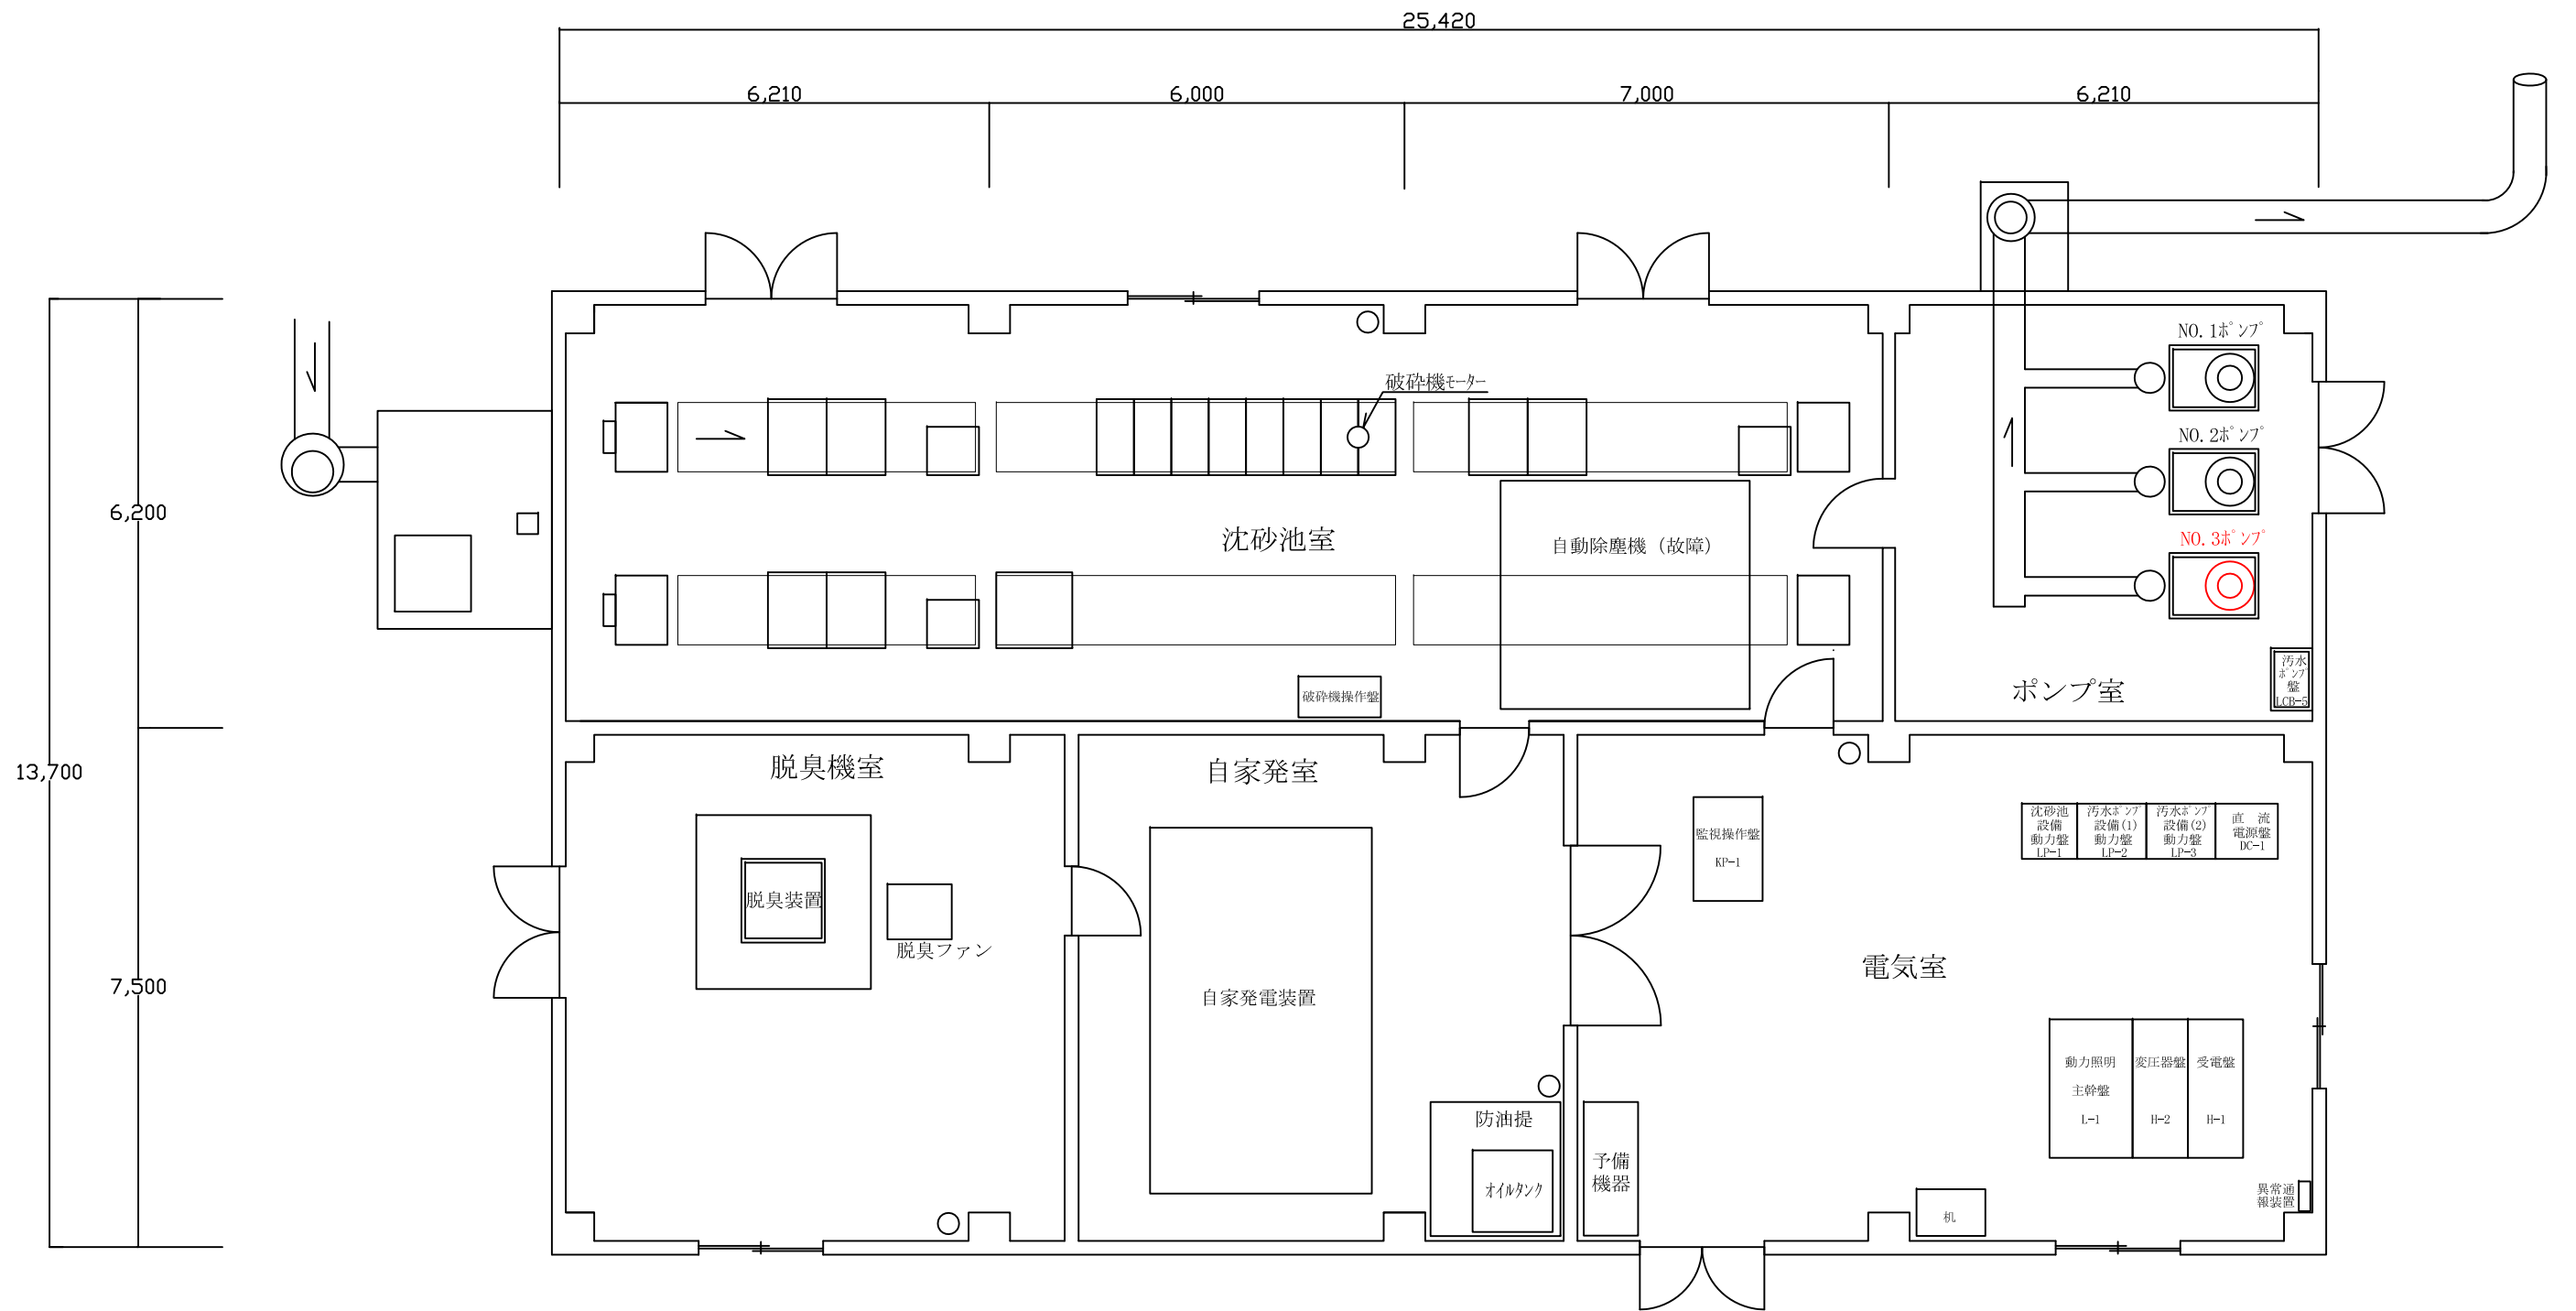 25,420
6,210
6,000
7,000
6,210
NO.1ﾎﾟﾝﾌﾟ
破砕機ﾓｰﾀｰ
NO.2ﾎﾟﾝﾌﾟ
6,200
沈砂池室
自動除塵機（故障）
NO.3ﾎﾟﾝﾌﾟ
汚水
ﾎﾟﾝﾌﾟ
盤
LCB-5
破砕機操作盤
ポンプ室
13,700
脱臭機室
自家発室
監視操作盤
KP-1
沈砂池
設備
動力盤
LP-1
汚水ﾎﾟﾝﾌﾟ
設備(1)
動力盤
LP-2
汚水ﾎﾟﾝﾌﾟ
設備(2)
動力盤
LP-3
直　流
電源盤
DC-1
脱臭装置
脱臭ファン
7,500
自家発電装置
電気室
動力照明
主幹盤
L-1
変圧器盤
H-2
受電盤
H-1
防油提
オイルタンク
予備
機器
机
異常通
報装置